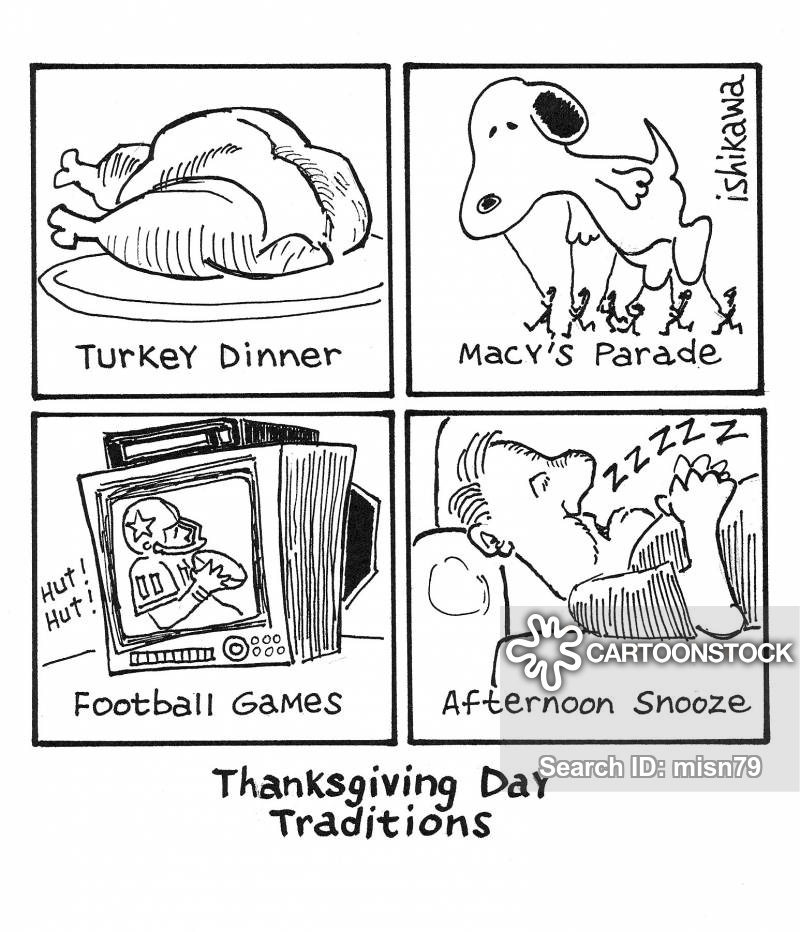 ishikawa
Turkey Dinner
Macy's Parade
Hut!
Hut!
00
Football Games
ZZZZZ
Afternoon Snooze
CARTOONSTOCK
Search ID: misn79
Thanksgiving Day
Traditions